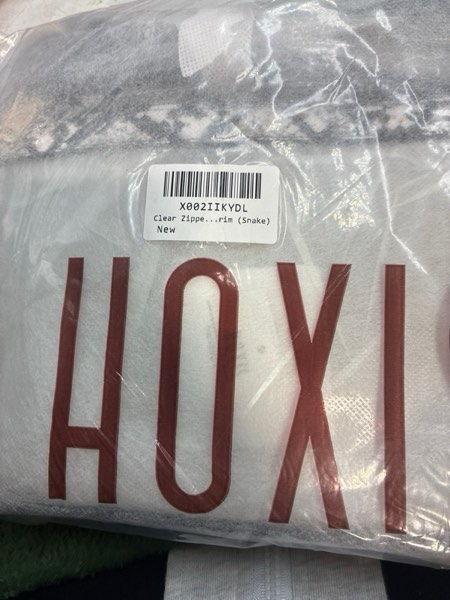 X002IIKYDL
Clear Zippe...rim (Snake)
New
HOXI